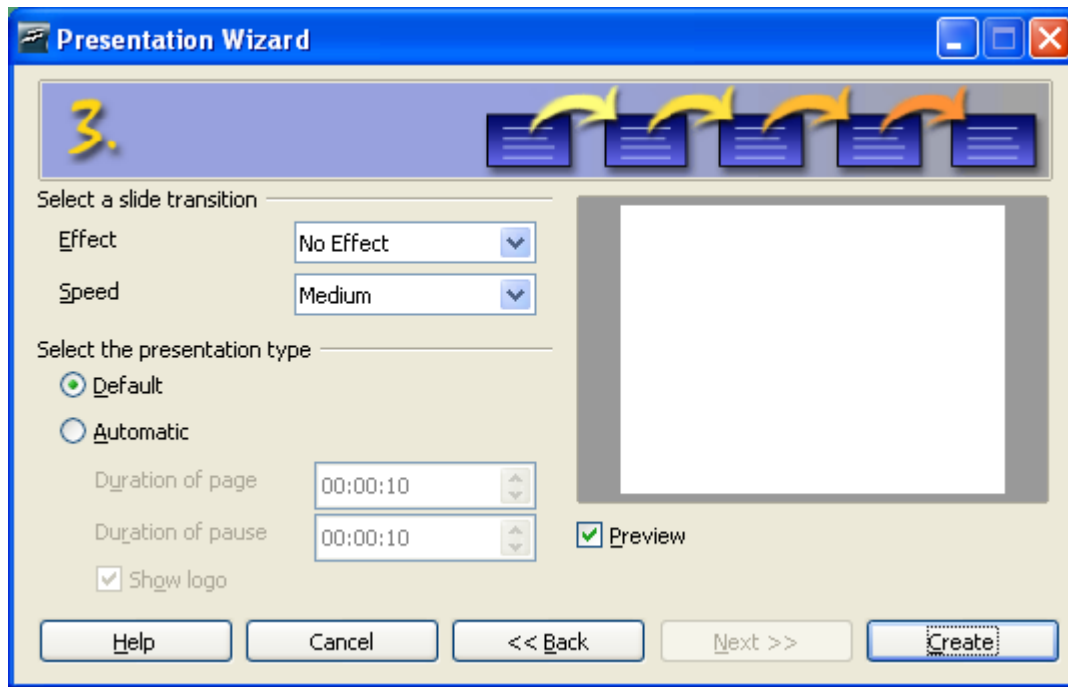 Presentation Wizard
3.
Select a slide transition
Effect No Effect
Speed Medium
Select the presentation type
Default
Automatic
Duration of page 00:00:10
Duration of pause 00:00:10
Show logo
Preview
Help Cancel << Back Next >> Create